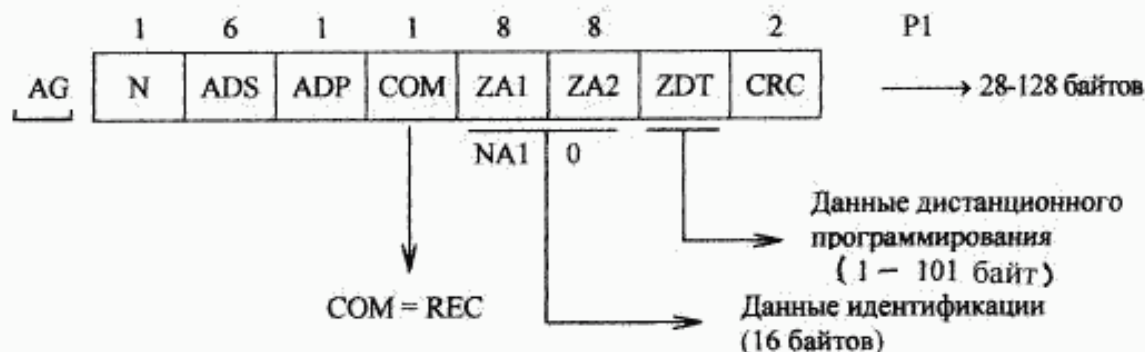 1 6 1 1 8 8 2 P1
AG N ADS ADP COM ZA1 ZA2 ZDT CRC 28-128 байтов
NA1 0
Данные дистанционного
программирования
(1 – 101 байт)
COM = REC
Данные идентификации
(16 байтов)